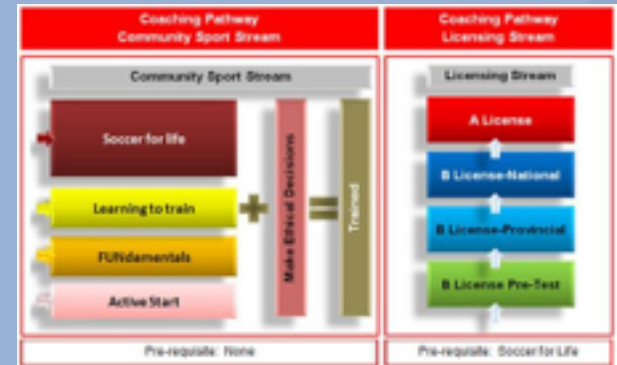 Coaching Pathway
Community Sport Stream
Community Sport Stream
Soccer for life
Learning to train
FUNdamentals
Active Start
Make Ethical Decisions
Trained
Pre-requisite: None
Coaching Pathway
Licensing Stream
Licensing Stream
A License
B License-National
B License-Provincial
B License Pre-Test
Pre-requisite: Soccer for Life